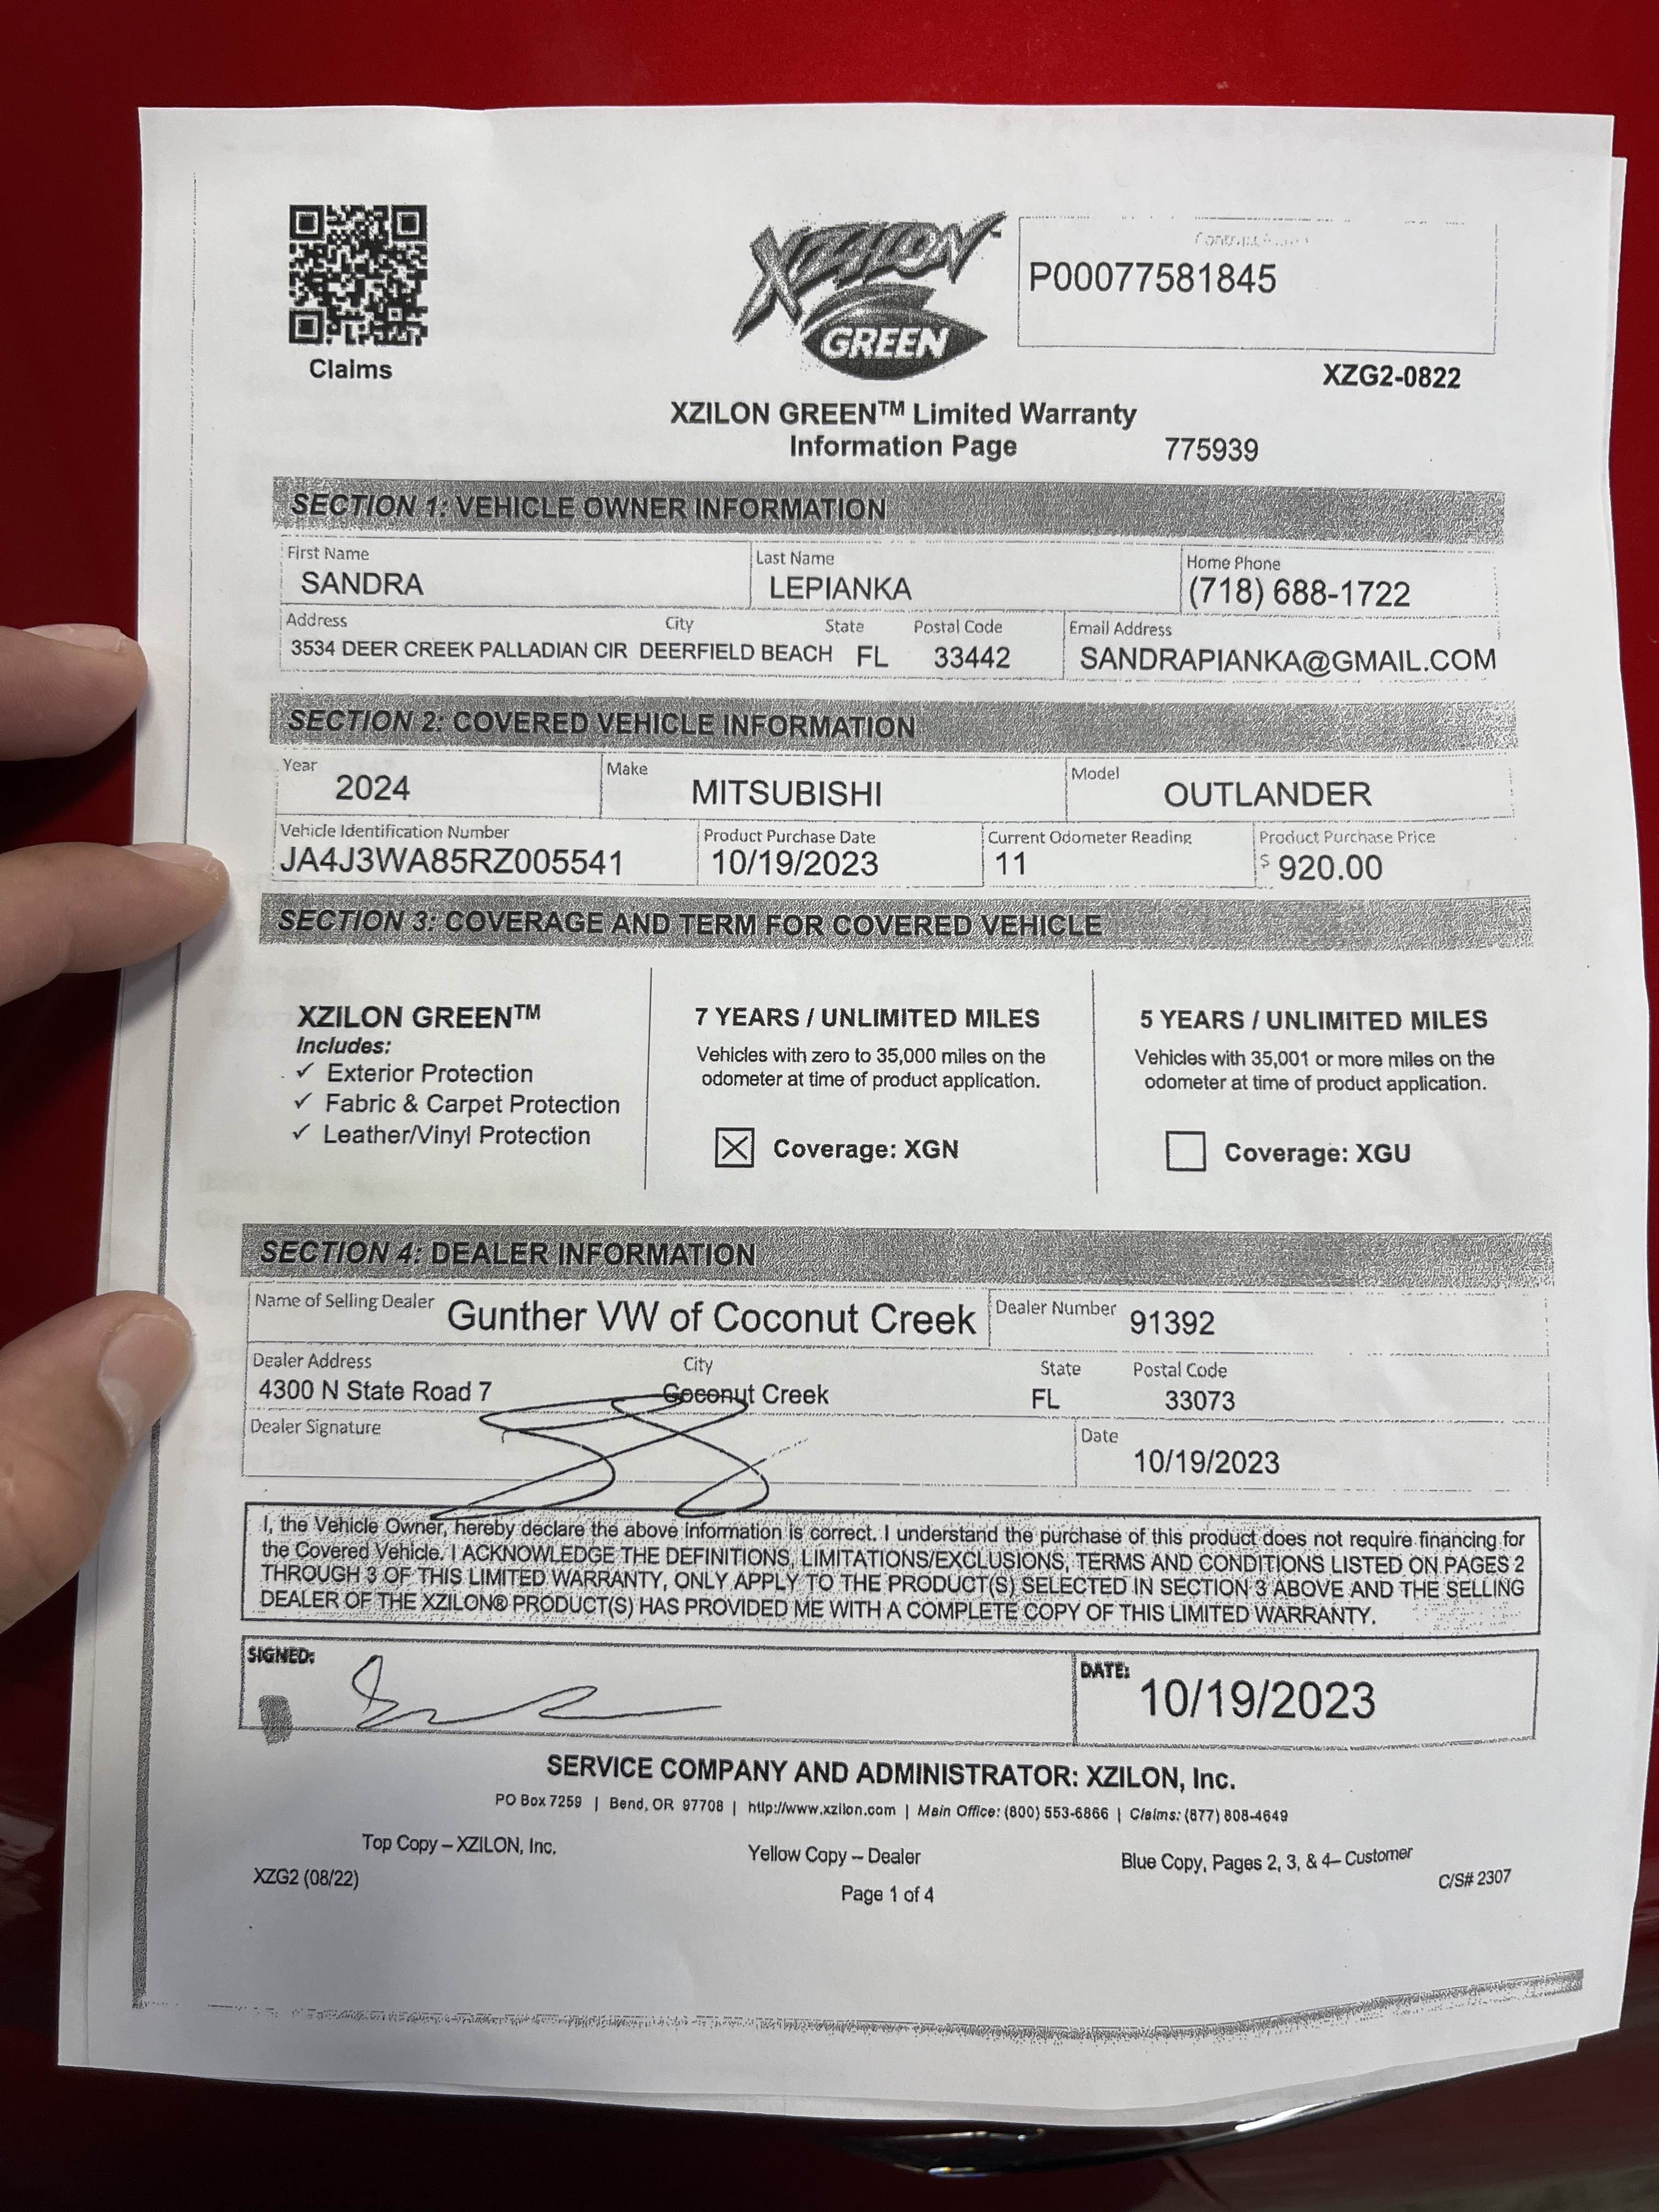 XZILON
GREEN
P00077581845
Claims
XZG2-0822
XZILON GREEN™ Limited Warranty
Information Page 775939
SECTION 1: VEHICLE OWNER INFORMATION
First Name Last Name Home Phone
SANDRA LEPIANKA (718) 688-1722
Address City State Postal Code Email Address
3534 DEER CREEK PALLADIAN CIR DEERFIELD BEACH FL 33442 SANDRAPIANKA@GMAIL.COM
SECTION 2: COVERED VEHICLE INFORMATION
Year Make Model
2024 MITSUBISHI OUTLANDER
Vehicle Identification Number Product Purchase Date Current Odometer Reading Product Purchase Price
JA4J3WA85RZ005541 10/19/2023 11 $ 920.00
SECTION 3: COVERAGE AND TERM FOR COVERED VEHICLE
XZILON GREEN™ 7 YEARS / UNLIMITED MILES 5 YEARS / UNLIMITED MILES
Includes: Vehicles with zero to 35,000 miles on the Vehicles with 35,001 or more miles on the
✓ Exterior Protection odometer at time of product application. odometer at time of product application.
✓ Fabric & Carpet Protection
✓ Leather/Vinyl Protection ☒ Coverage: XGN ☐ Coverage: XGU
SECTION 4: DEALER INFORMATION
Name of Selling Dealer Gunther VW of Coconut Creek Dealer Number 91392
Dealer Address City State Postal Code
4300 N State Road 7 Coconut Creek FL 33073
Dealer Signature Date
10/19/2023
I, the Vehicle Owner, hereby declare the above information is correct. I understand the purchase of this product does not require financing for
the Covered Vehicle. I ACKNOWLEDGE THE DEFINITIONS, LIMITATIONS/EXCLUSIONS, TERMS AND CONDITIONS LISTED ON PAGES 2
THROUGH 3 OF THIS LIMITED WARRANTY, ONLY APPLY TO THE PRODUCT(S) SELECTED IN SECTION 3 ABOVE AND THE SELLING
DEALER OF THE XZILON® PRODUCT(S) HAS PROVIDED ME WITH A COMPLETE COPY OF THIS LIMITED WARRANTY.
SIGNED: DATE: 10/19/2023
SERVICE COMPANY AND ADMINISTRATOR: XZILON, Inc.
PO Box 7259 | Bend, OR 97708 | http://www.xzilon.com | Main Office: (800) 553-6866 | Claims: (877) 808-4649
Top Copy – XZILON, Inc. Yellow Copy – Dealer Blue Copy, Pages 2, 3, & 4– Customer
XZG2 (08/22) Page 1 of 4 C/S# 2307